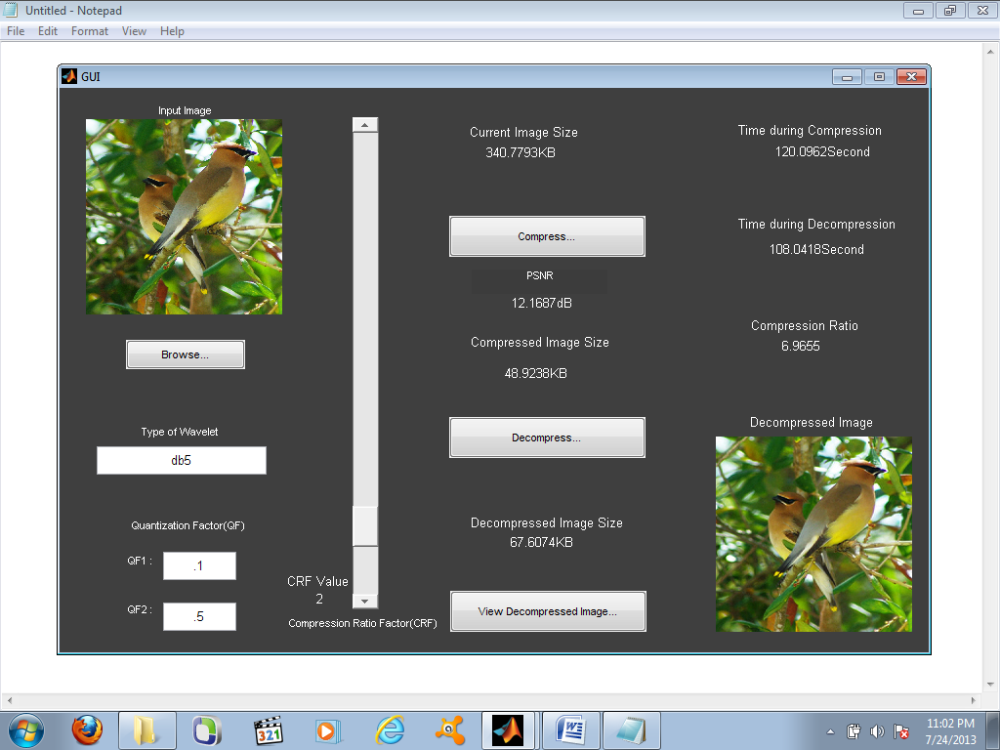 Untitled - Notepad
File Edit Format View Help
GUI
Input Image
Browse...
Type of Wavelet
db5
Quantization Factor(QF)
QF1 :
.1
QF2 :
.5
CRF Value
2
Compression Ratio Factor(CRF)
Current Image Size
340.7793KB
Compress...
PSNR
12.1687dB
Compressed Image Size
48.9238KB
Decompress...
Decompressed Image Size
67.6074KB
View Decompressed Image...
Time during Compression
120.0962Second
Time during Decompression
108.0418Second
Compression Ratio
6.9655
Decompressed Image
321
W
11:02 PM
7/24/2013